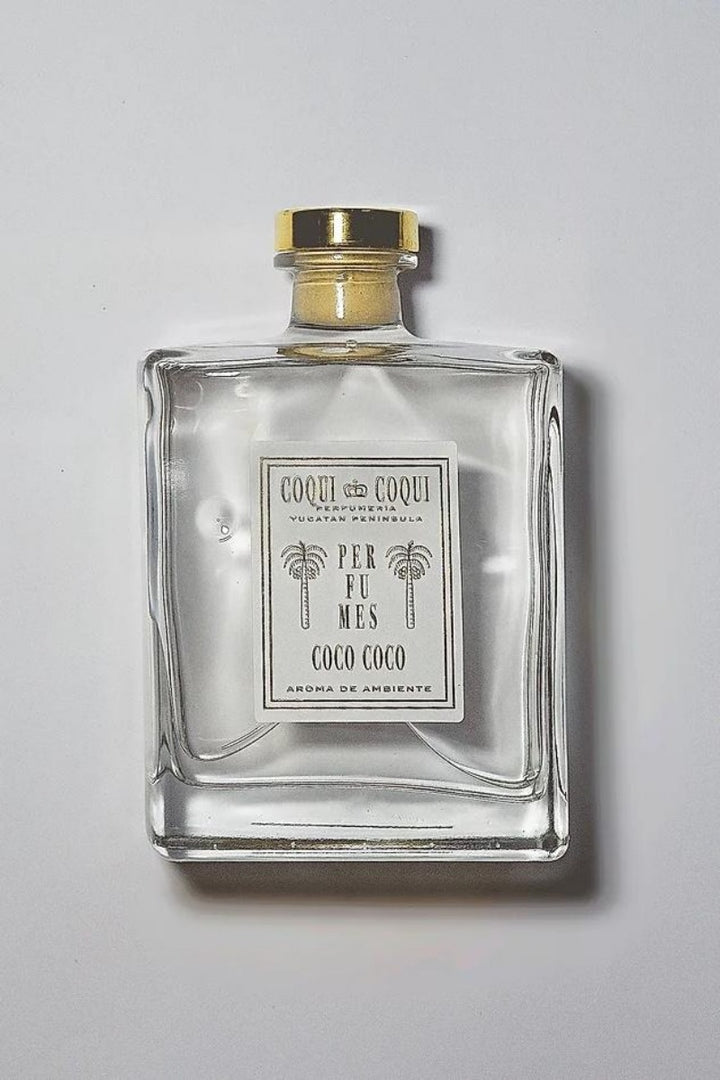 COQUI COQUI
PERFUMERIA
YUCATAN PENINSULA
PER
FU
MES
COCO COCO
AROMA DE AMBIENTE